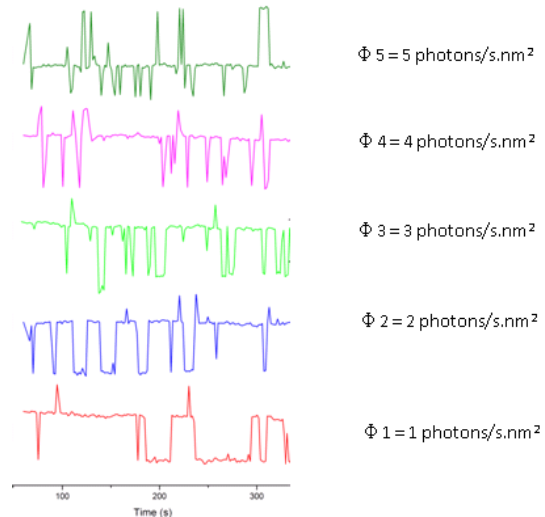 Φ 5 = 5 photons/s.nm²
Φ 4 = 4 photons/s.nm²
Φ 3 = 3 photons/s.nm²
Φ 2 = 2 photons/s.nm²
Φ 1 = 1 photons/s.nm²
100 200 300
Time (s)